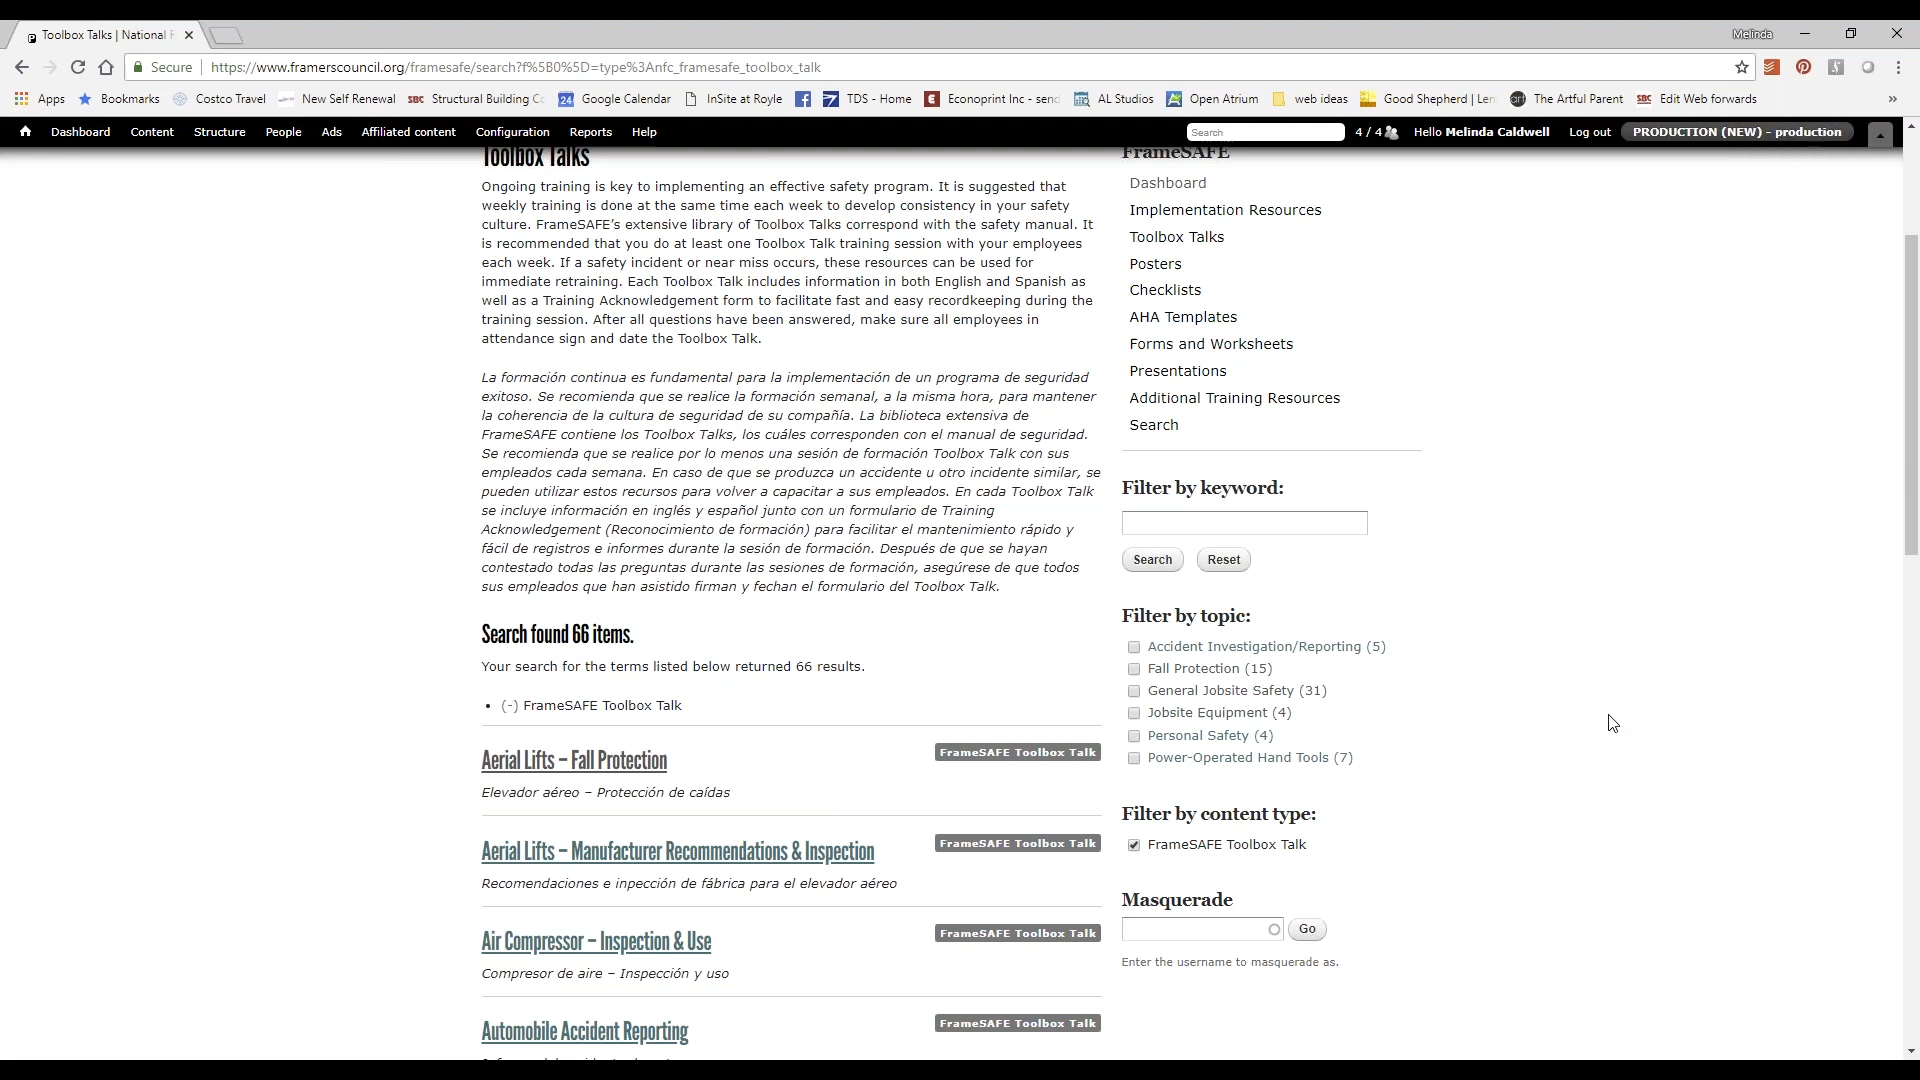 Toolbox Talks | National F
Melinda
Secure
https://www.framerscouncil.org/framesafe/search?f%5B0%5D=type%3Anfc_framesafe_toolbox_talk
Apps Bookmarks Costco Travel New Self Renewal SBC Structural Building Co 24 Google Calendar InSite at Royle TDS - Home Econoprint Inc - send AL Studios Open Atrium web ideas Good Shepherd | Len art The Artful Parent SBC Edit Web forwards »
Dashboard Content Structure People Ads Affiliated content Configuration Reports Help Search 4 / 4 Hello Melinda Caldwell Log out PRODUCTION (NEW) - production
Toolbox Talks
Ongoing training is key to implementing an effective safety program. It is suggested that
weekly training is done at the same time each week to develop consistency in your safety
culture. FrameSAFE’s extensive library of Toolbox Talks correspond with the safety manual. It
is recommended that you do at least one Toolbox Talk training session with your employees
each week. If a safety incident or near miss occurs, these resources can be used for
immediate retraining. Each Toolbox Talk includes information in both English and Spanish as
well as a Training Acknowledgement form to facilitate fast and easy recordkeeping during the
training session. After all questions have been answered, make sure all employees in
attendance sign and date the Toolbox Talk.
La formación continua es fundamental para la implementación de un programa de seguridad
exitoso. Se recomienda que se realice la formación semanal, a la misma hora, para mantener
la coherencia de la cultura de seguridad de su compañía. La biblioteca extensiva de
FrameSAFE contiene los Toolbox Talks, los cuáles corresponden con el manual de seguridad.
Se recomienda que se realice por lo menos una sesión de formación Toolbox Talk con sus
empleados cada semana. En caso de que se produzca un accidente u otro incidente similar, se
pueden utilizar estos recursos para volver a capacitar a sus empleados. En cada Toolbox Talk
se incluye información en inglés y español junto con un formulario de Training
Acknowledgement (Reconocimiento de formación) para facilitar el mantenimiento rápido y
fácil de registros e informes durante la sesión de formación. Después de que se hayan
contestado todas las preguntas durante las sesiones de formación, asegúrese de que todos
sus empleados que han asistido firman y fechan el formulario del Toolbox Talk.
Search found 66 items.
Your search for the terms listed below returned 66 results.
• (-) FrameSAFE Toolbox Talk
Aerial Lifts – Fall Protection
FrameSAFE Toolbox Talk
Elevador aéreo – Protección de caídas
Aerial Lifts – Manufacturer Recommendations & Inspection
FrameSAFE Toolbox Talk
Recomendaciones e inpección de fábrica para el elevador aéreo
Air Compressor – Inspection & Use
FrameSAFE Toolbox Talk
Compresor de aire – Inspección y uso
Automobile Accident Reporting
FrameSAFE Toolbox Talk
FrameSAFE
Dashboard
Implementation Resources
Toolbox Talks
Posters
Checklists
AHA Templates
Forms and Worksheets
Presentations
Additional Training Resources
Search
Filter by keyword:
Search Reset
Filter by topic:
Accident Investigation/Reporting (5)
Fall Protection (15)
General Jobsite Safety (31)
Jobsite Equipment (4)
Personal Safety (4)
Power-Operated Hand Tools (7)
Filter by content type:
FrameSAFE Toolbox Talk
Masquerade
Go
Enter the username to masquerade as.